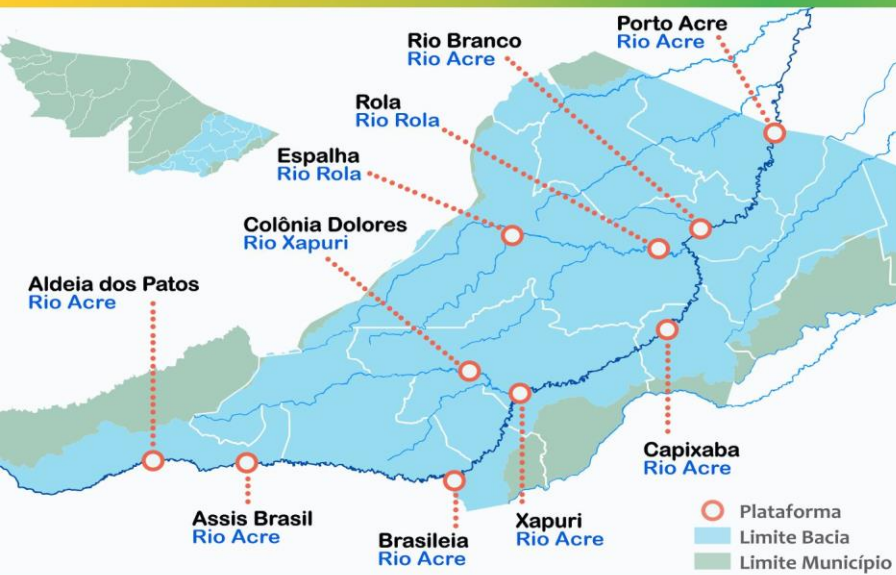 Porto Acre
Rio Acre
Rio Branco
Rio Acre
Rola
Rio Rola
Espalha
Rio Rola
Colônia Dolores
Rio Xapuri
Aldeia dos Patos
Rio Acre
Capixaba
Rio Acre
Assis Brasil
Rio Acre
Brasileia
Rio Acre
Xapuri
Rio Acre
Plataforma
Limite Bacia
Limite Município